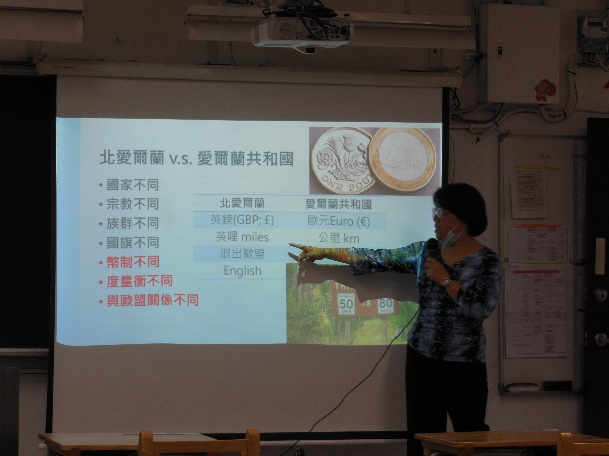 北愛爾蘭 v.s. 愛爾蘭共和國
• 國家不同
• 宗教不同
• 族群不同
• 國旗不同
• 幣制不同
• 度量衡不同
• 與歐盟關係不同
北愛爾蘭 愛爾蘭共和國
英鎊(GBP; £) 歐元Euro (€)
英哩 miles 公里 km
退出歐盟
English
ONE POUND
50
80